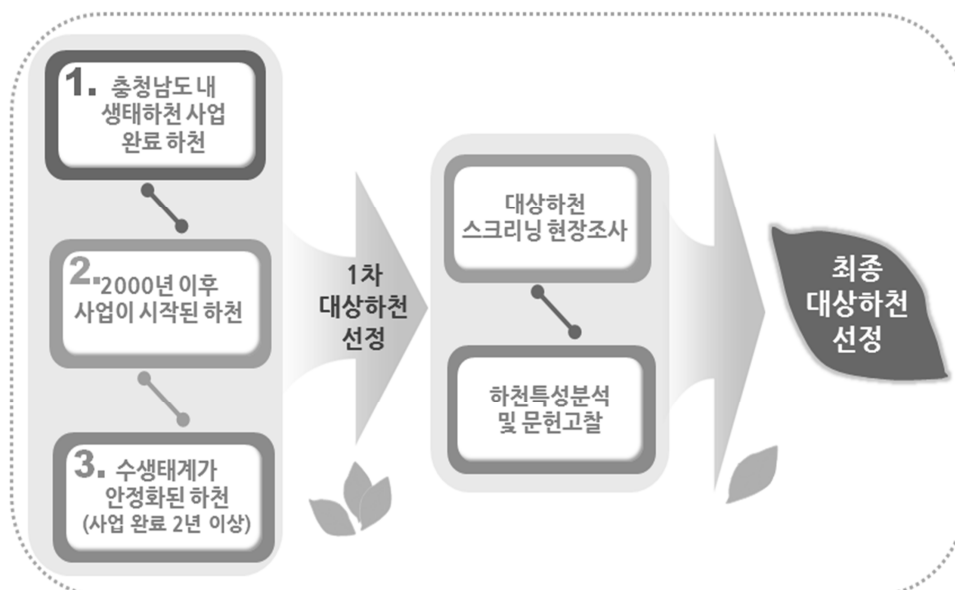 1. 충청남도 내
생태하천 사업
완료 하천
2. 2000년 이후
사업이 시작된 하천
3. 수생태계가
안정화된 하천
(사업 완료 2년 이상)
1차
대상하천
선정
대상하천
스크리닝 현장조사
하천특성분석
및 문헌고찰
최종
대상하천
선정